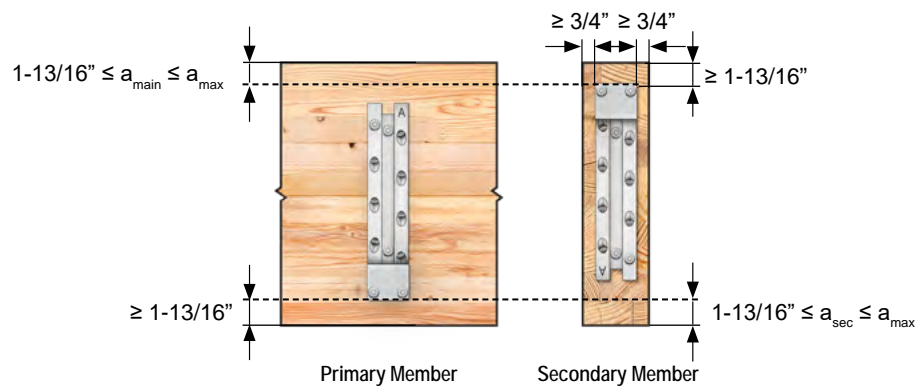 ≥ 3/4” ≥ 3/4”
1-13/16” ≤ a_main ≤ a_max
≥ 1-13/16”
A
A
≥ 1-13/16”
1-13/16” ≤ a_sec ≤ a_max
Primary Member
Secondary Member